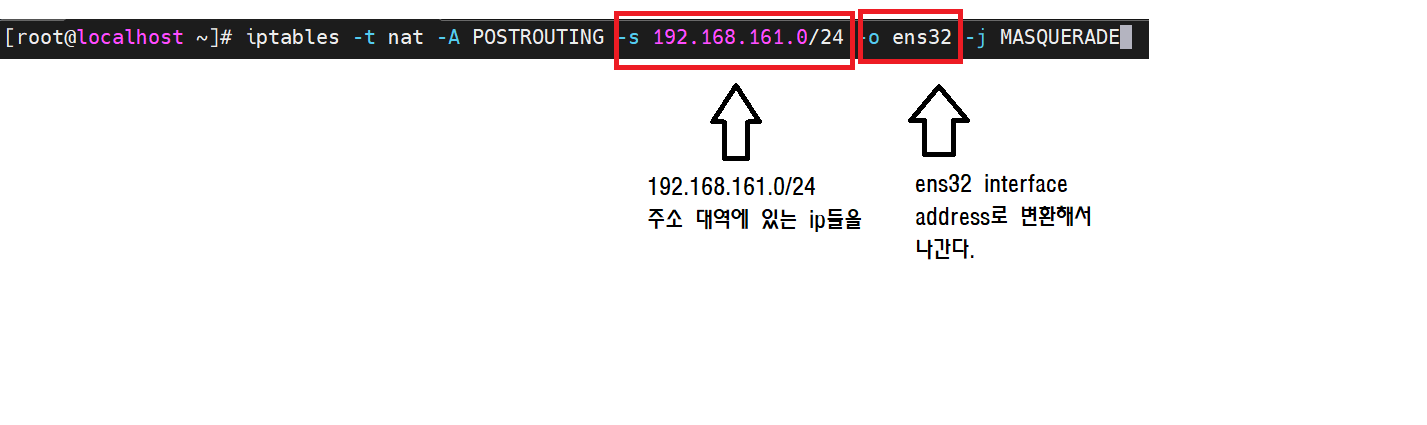 [root@localhost ~]# iptables -t nat -A POSTROUTING -s 192.168.161.0/24 -o ens32 -j MASQUERADE
192.168.161.0/24
주소 대역에 있는 ip들을
ens32 interface
address로 변환해서
나간다.